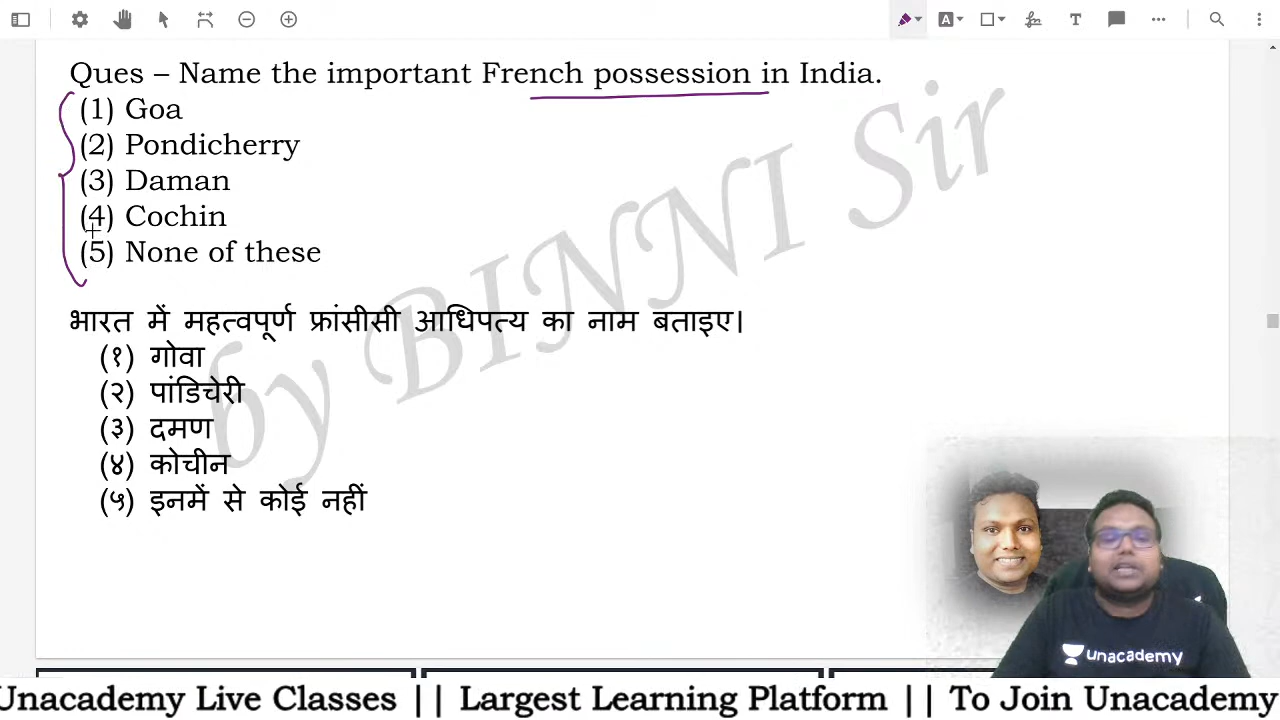 Ques – Name the important French possession in India.
(1) Goa
(2) Pondicherry
(3) Daman
(4) Cochin
(5) None of these
भारत में महत्वपूर्ण फ्रांसीसी आधिपत्य का नाम बताइए।
(१) गोवा
(२) पांडिचेरी
(३) दमण
(४) कोचीन
(५) इनमें से कोई नहीं
by BINNI Sir
unacademy
Unacademy Live Classes || Largest Learning Platform || To Join Unacademy